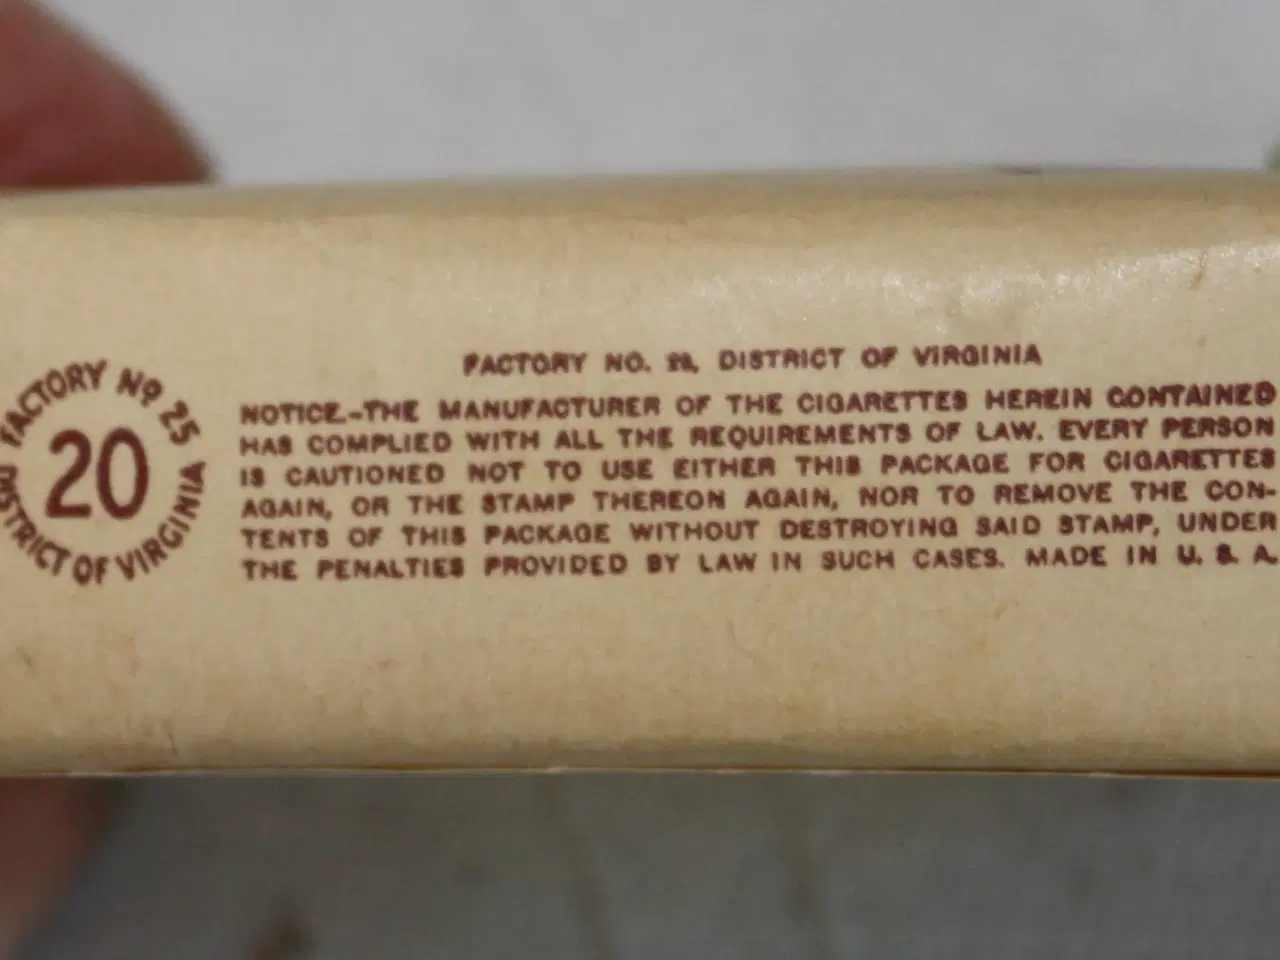 FACTORY Nº 25
20
DISTRICT OF VIRGINIA
FACTORY NO. 25, DISTRICT OF VIRGINIA
NOTICE.-THE MANUFACTURER OF THE CIGARETTES HEREIN CONTAINED
HAS COMPLIED WITH ALL THE REQUIREMENTS OF LAW. EVERY PERSON
IS CAUTIONED NOT TO USE EITHER THIS PACKAGE FOR CIGARETTES
AGAIN, OR THE STAMP THEREON AGAIN, NOR TO REMOVE THE CON-
TENTS OF THIS PACKAGE WITHOUT DESTROYING SAID STAMP, UNDER
THE PENALTIES PROVIDED BY LAW IN SUCH CASES. MADE IN U. S. A.